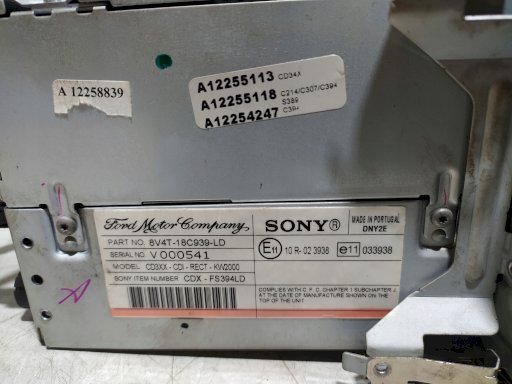 A12255113 CD34X
A12255118 C214/C307/C394
S389
A12254247 C394
A 12258839
Ford Motor Company
PART NO. 8V4T-18C939-LD
SERIAL NO. V000541
MODEL CD3XX - CDI - RECT - KW2000
SONY ITEM NUMBER CDX - FS394LD
SONY®
MADE IN PORTUGAL
DNY2E
E11 10 R - 02 3938 e11 033938
COMPLIES WITH C. F. C. CHAPTER 1 SUBCHAPTER J.
AT THE DATE OF MANUFACTURE SHOWN ON THE TOP
TOP OF THE UNIT